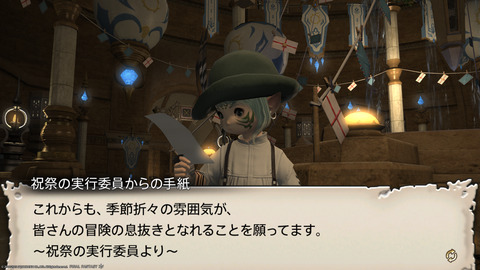 祝祭の実行委員からの手紙
これからも、季節折々の雰囲気が、
皆さんの冒険の息抜きとなれることを願ってます。
~祝祭の実行委員より~